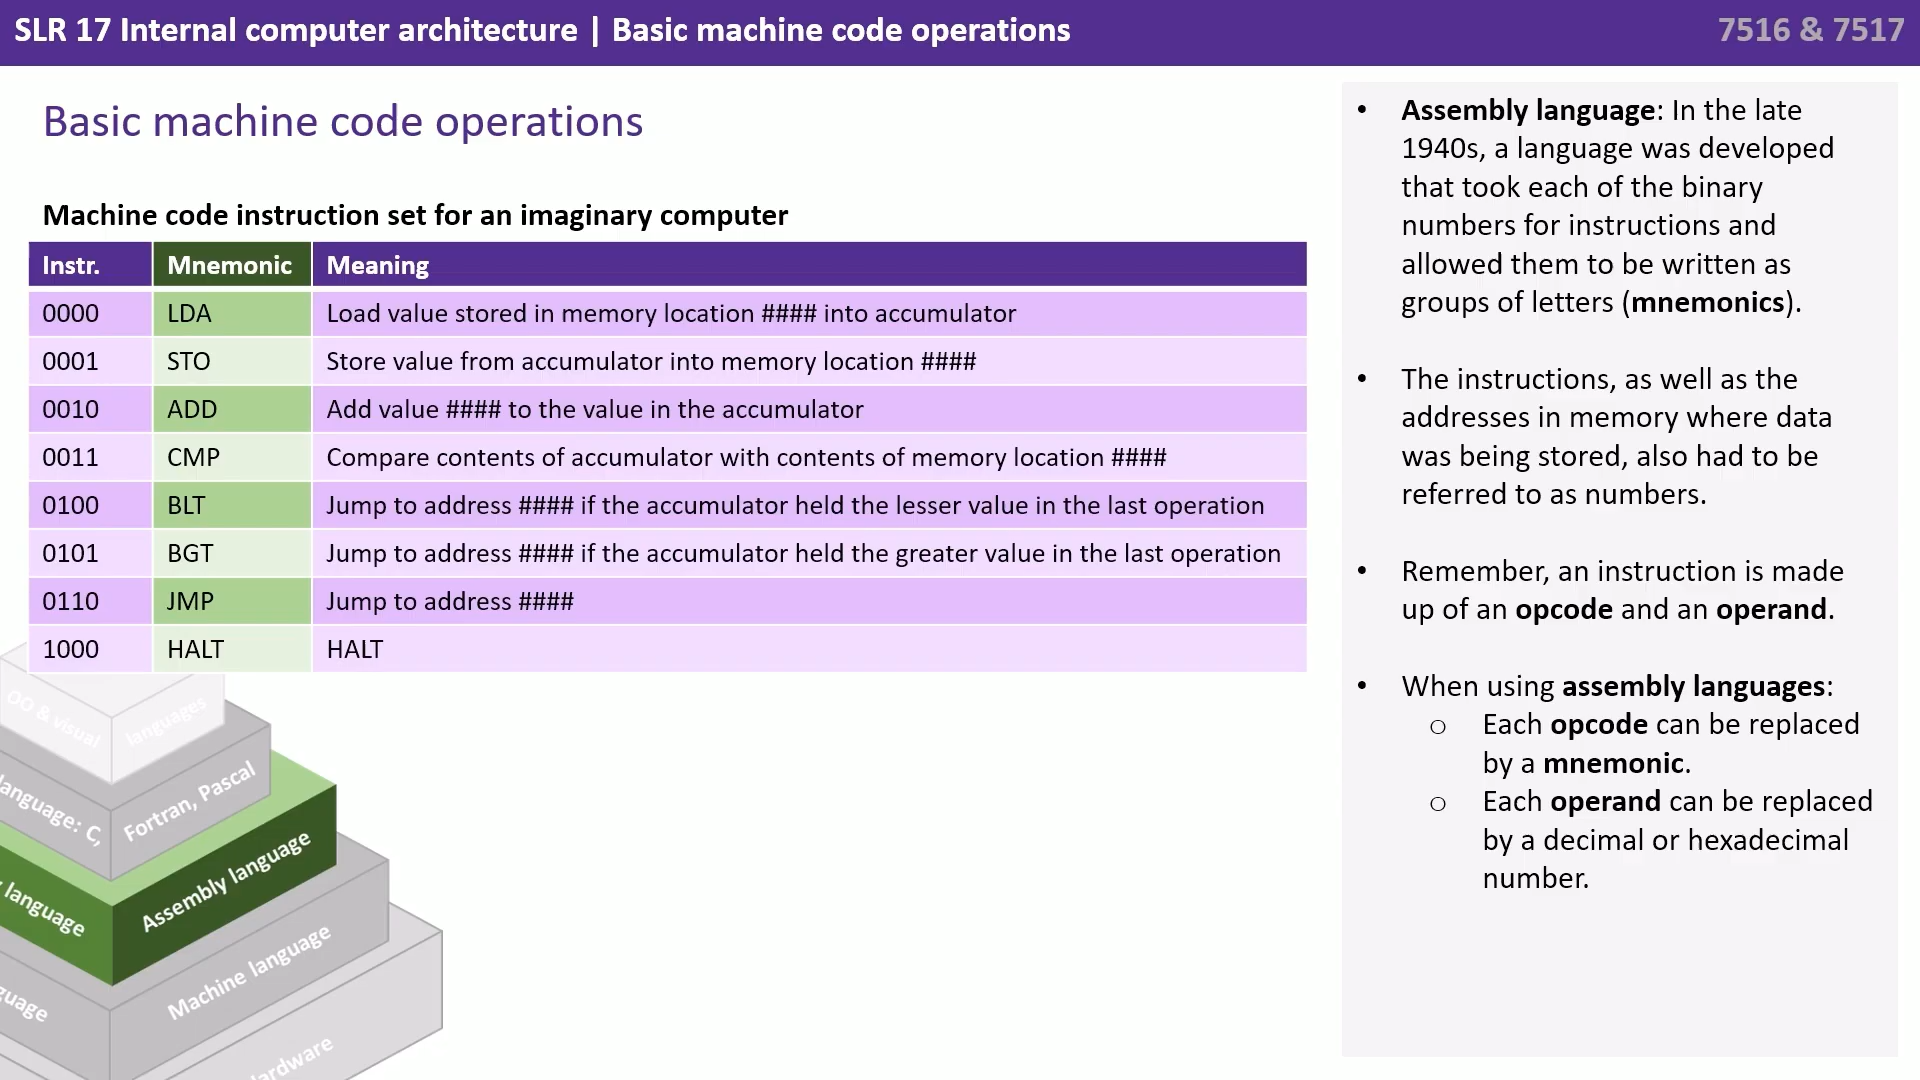 SLR 17 Internal computer architecture | Basic machine code operations
7516 & 7517
Basic machine code operations
Machine code instruction set for an imaginary computer
Instr. Mnemonic Meaning
0000 LDA Load value stored in memory location #### into accumulator
0001 STO Store value from accumulator into memory location ####
0010 ADD Add value #### to the value in the accumulator
0011 CMP Compare contents of accumulator with contents of memory location ####
0100 BLT Jump to address #### if the accumulator held the lesser value in the last operation
0101 BGT Jump to address #### if the accumulator held the greater value in the last operation
0110 JMP Jump to address ####
1000 HALT HALT
OO & visual languages
language: C, Fortran, Pascal
language
Assembly language
Machine language
• Assembly language: In the late
1940s, a language was developed
that took each of the binary
numbers for instructions and
allowed them to be written as
groups of letters (mnemonics).
• The instructions, as well as the
addresses in memory where data
was being stored, also had to be
referred to as numbers.
• Remember, an instruction is made
up of an opcode and an operand.
• When using assembly languages:
o Each opcode can be replaced
by a mnemonic.
o Each operand can be replaced
by a decimal or hexadecimal
number.